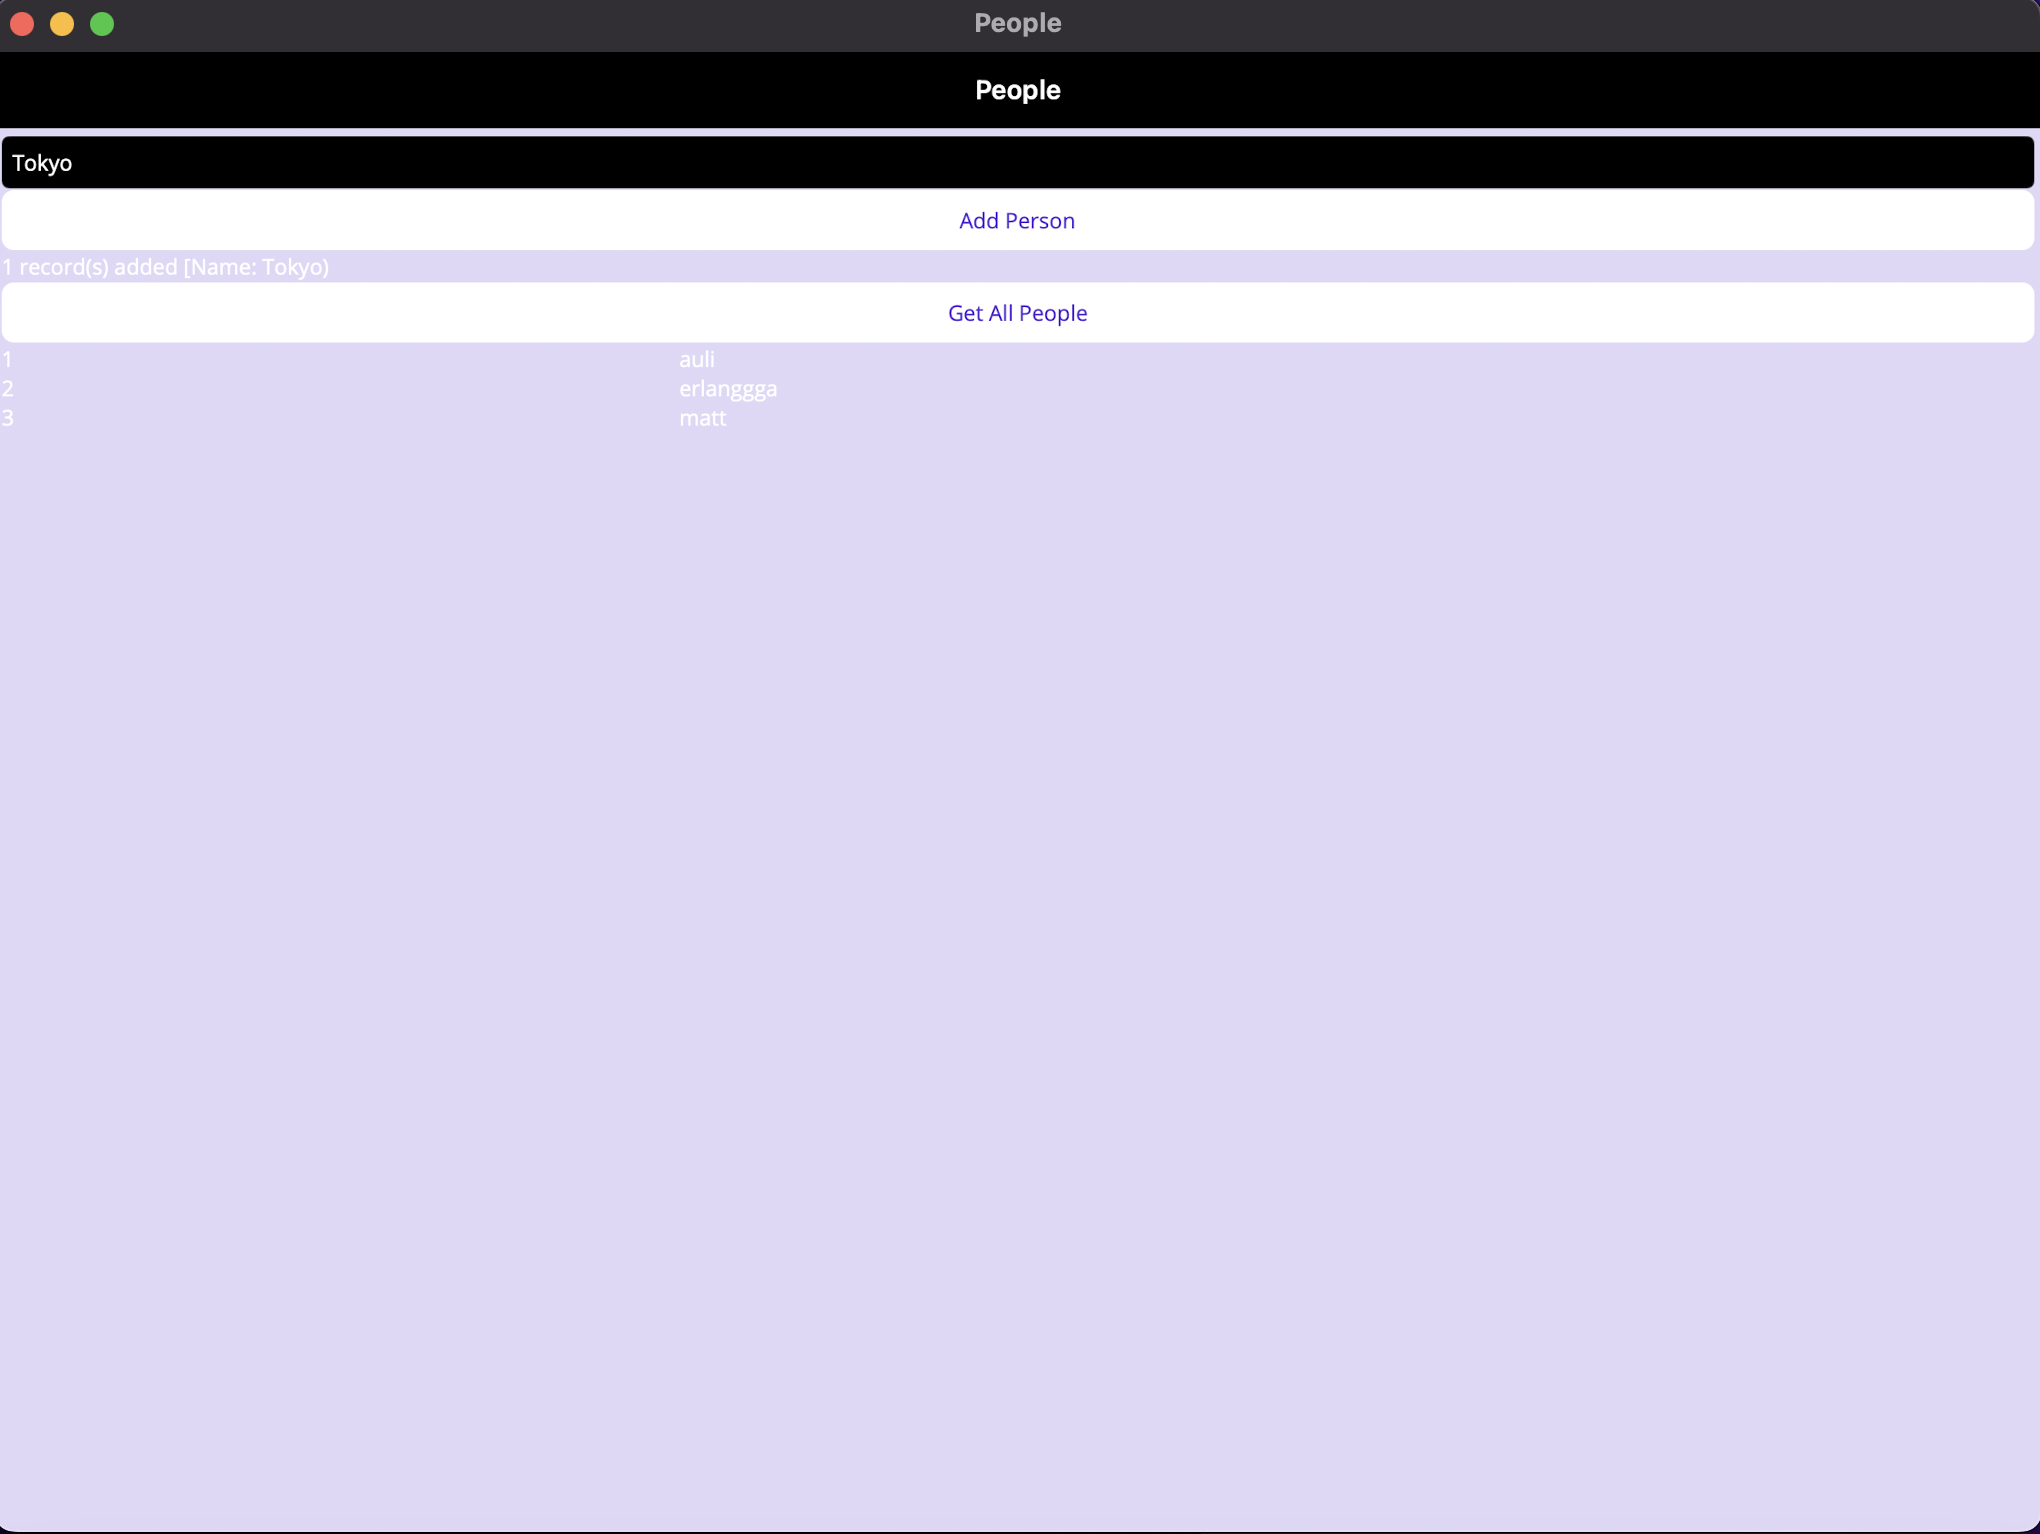 People
People
Tokyo
Add Person
1 record(s) added [Name: Tokyo)
Get All People
1 auli
2 erlanggga
3 matt